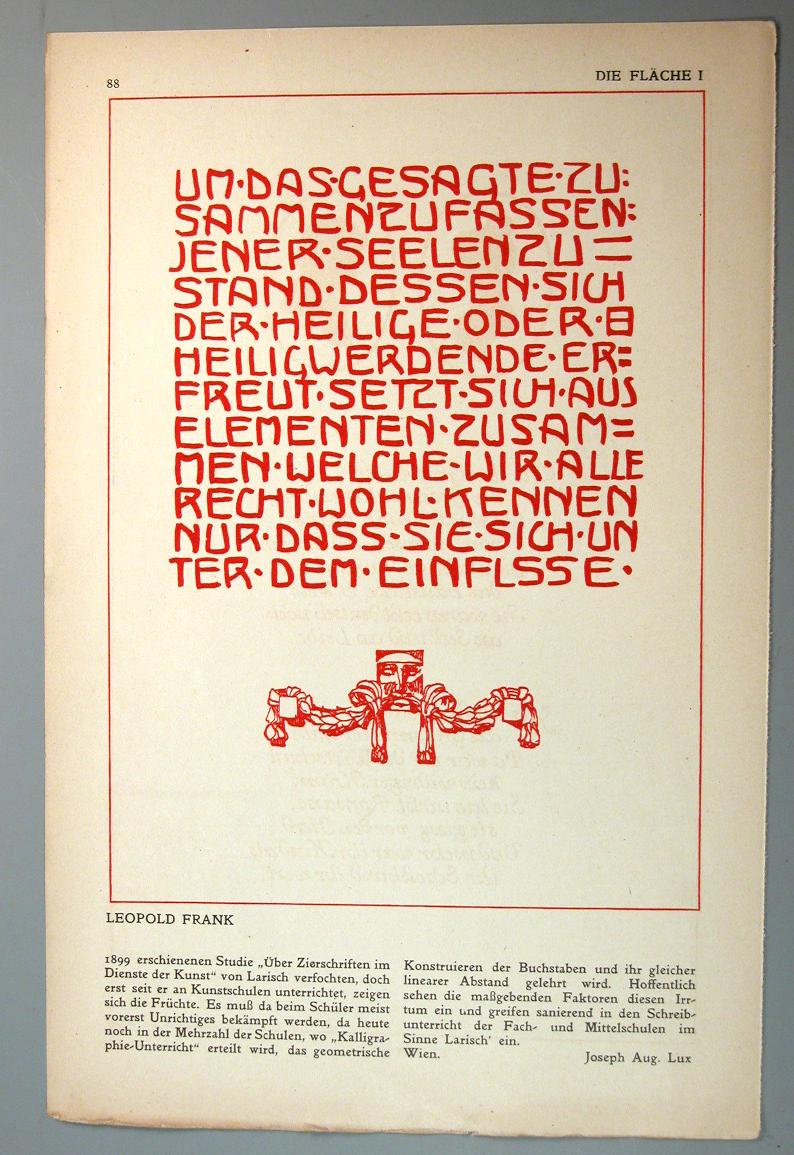 88
DIE FLÄCHE I
UM·DAS·GESAGTE·ZU:
SAMMENZUFASSEN:
JENER·SEELENZU=
STAND·DESSEN·SICH
DER·HEILIGE·ODER·
HEILIGWERDENDE·ER=
FREUT·SETZT·SICH·AUS
ELEMENTEN·ZUSAM=
MEN·WELCHE·WIR·ALLE
RECHT·WOHL·KENNEN
NUR·DASS·SIE·SICH·UN
TER·DEM·EINFLSSE·
LEOPOLD FRANK
1899 erschienenen Studie „Über Zierschriften im
Dienste der Kunst“ von Larisch verfochten, doch
erst seit er an Kunstschulen unterrichtet, zeigen
sich die Früchte. Es muß da beim Schüler meist
vorerst Unrichtiges bekämpft werden, da heute
noch in der Mehrzahl der Schulen, wo „Kalligra-
phie-Unterricht“ erteilt wird, das geometrische
Konstruieren der Buchstaben und ihr gleicher
linearer Abstand gelehrt wird. Hoffentlich
sehen die maßgebenden Faktoren diesen Irr-
tum ein und greifen sanierend in den Schreib-
unterricht der Fach- und Mittelschulen im
Sinne Larisch' ein.
Wien. Joseph Aug. Lux